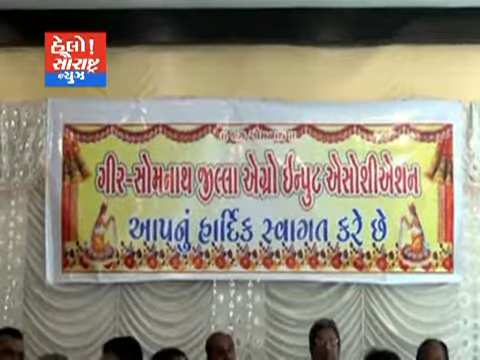 હેલો!
સૌરાષ્ટ્ર
ન્યુઝ
ગીર-સોમનાથ જીલ્લા એગ્રો ઈનપુટ એસોશીએશન
આપનું હાર્દિક સ્વાગત કરે છે